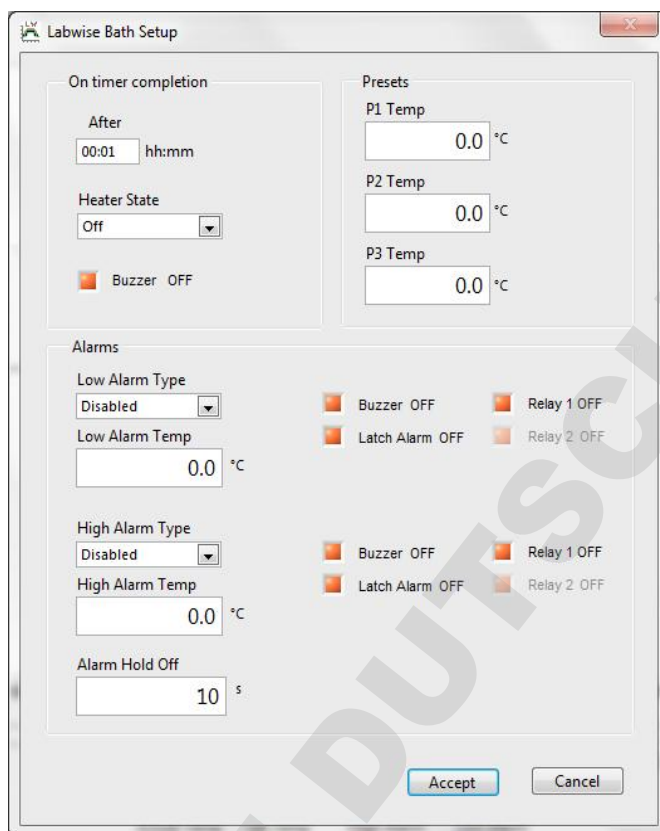 Labwise Bath Setup
On timer completion
After
00:01 hh:mm
Heater State
Off
Buzzer OFF
Presets
P1 Temp
0.0 °C
P2 Temp
0.0 °C
P3 Temp
0.0 °C
Alarms
Low Alarm Type
Disabled
Low Alarm Temp
0.0 °C
Buzzer OFF Relay 1 OFF
Latch Alarm OFF Relay 2 OFF
High Alarm Type
Disabled
High Alarm Temp
0.0 °C
Buzzer OFF Relay 1 OFF
Latch Alarm OFF Relay 2 OFF
Alarm Hold Off
10 s
Accept Cancel
DUTSC